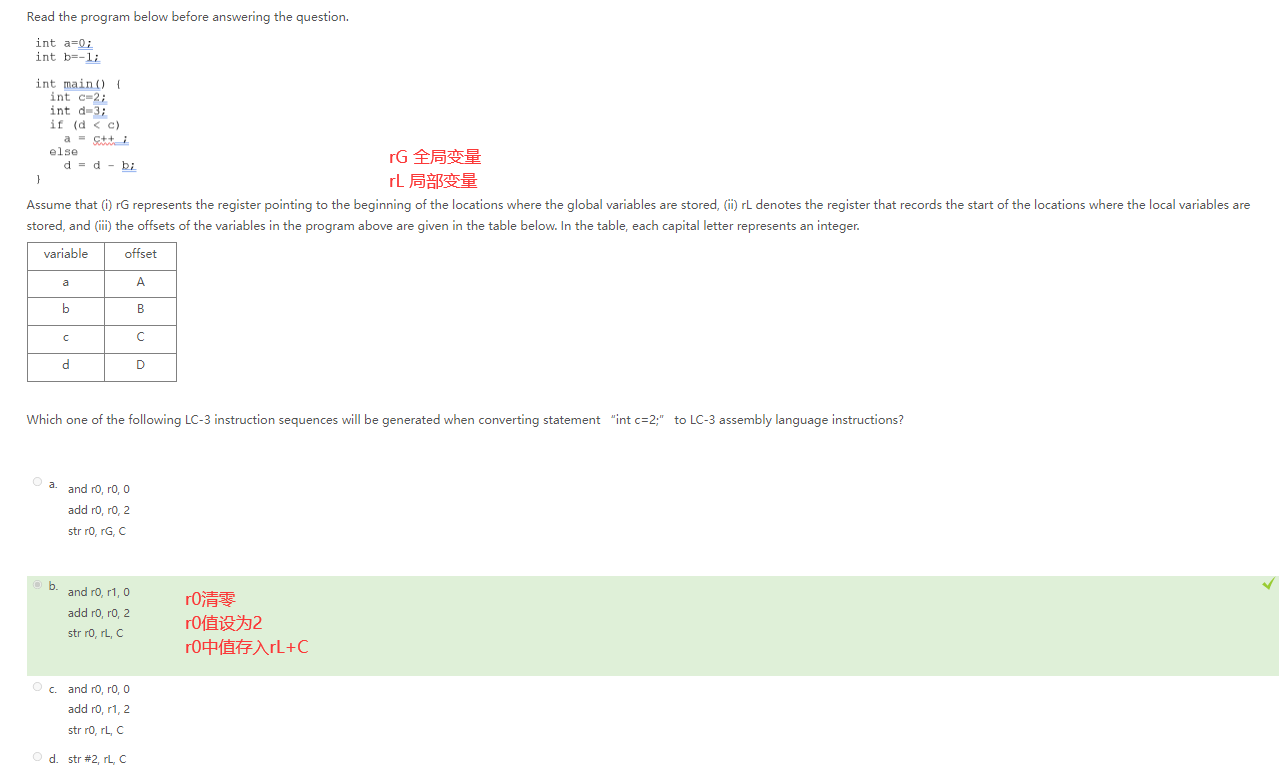 Read the program below before answering the question.
int a=0;
int b=-1;
int main() {
int c=2;
int d=3;
if (d < c)
a = c++ ;
else
d = d - b;
}
rG 全局变量
rL 局部变量
Assume that (i) rG represents the register pointing to the beginning of the locations where the global variables are stored, (ii) rL denotes the register that records the start of the locations where the local variables are
stored, and (iii) the offsets of the variables in the program above are given in the table below. In the table, each capital letter represents an integer.
variable offset
a A
b B
c C
d D
Which one of the following LC-3 instruction sequences will be generated when converting statement “int c=2;” to LC-3 assembly language instructions?
a. and r0, r0, 0
add r0, r0, 2
str r0, rG, C
b. and r0, r1, 0
add r0, r0, 2
str r0, rL, C
r0清零
r0值设为2
r0中值存入rL+C
c. and r0, r0, 0
add r0, r1, 2
str r0, rL, C
d. str #2, rL, C